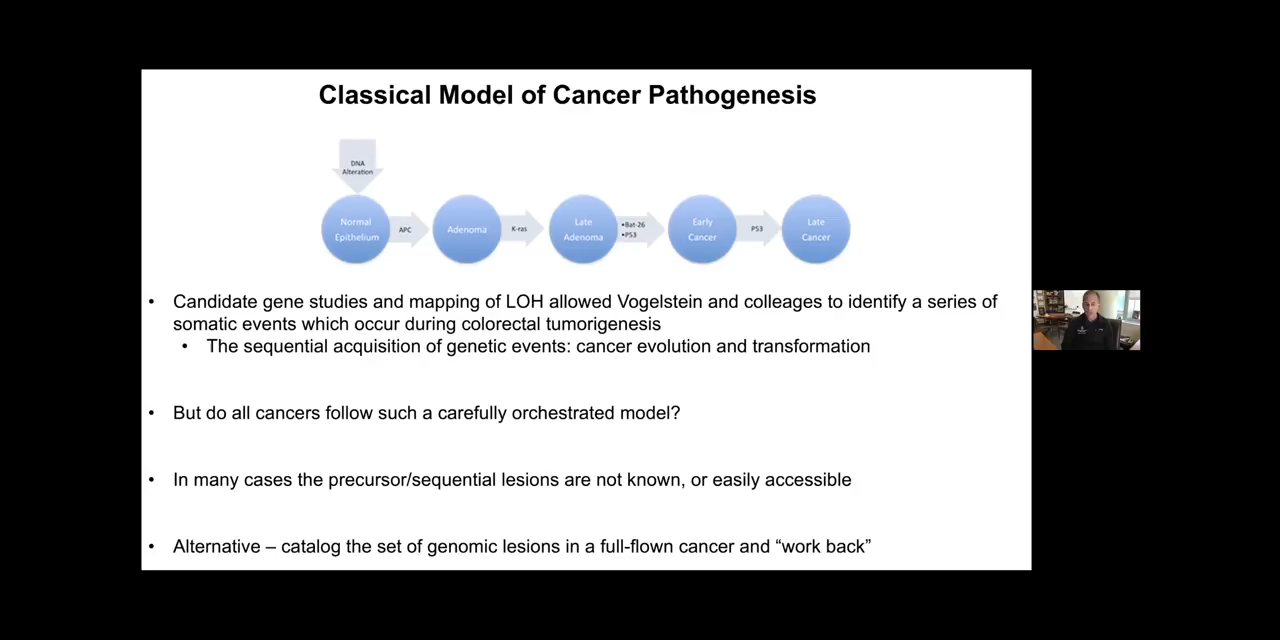 Classical Model of Cancer Pathogenesis
DNA
Alteration
Normal
Epithelium
APC
Adenoma
K-ras
Late
Adenoma
•Bat-26
•P53
Early
Cancer
P53
Late
Cancer
• Candidate gene studies and mapping of LOH allowed Vogelstein and colleages to identify a series of
somatic events which occur during colorectal tumorigenesis
• The sequential acquisition of genetic events: cancer evolution and transformation
• But do all cancers follow such a carefully orchestrated model?
• In many cases the precursor/sequential lesions are not known, or easily accessible
• Alternative – catalog the set of genomic lesions in a full-flown cancer and “work back”